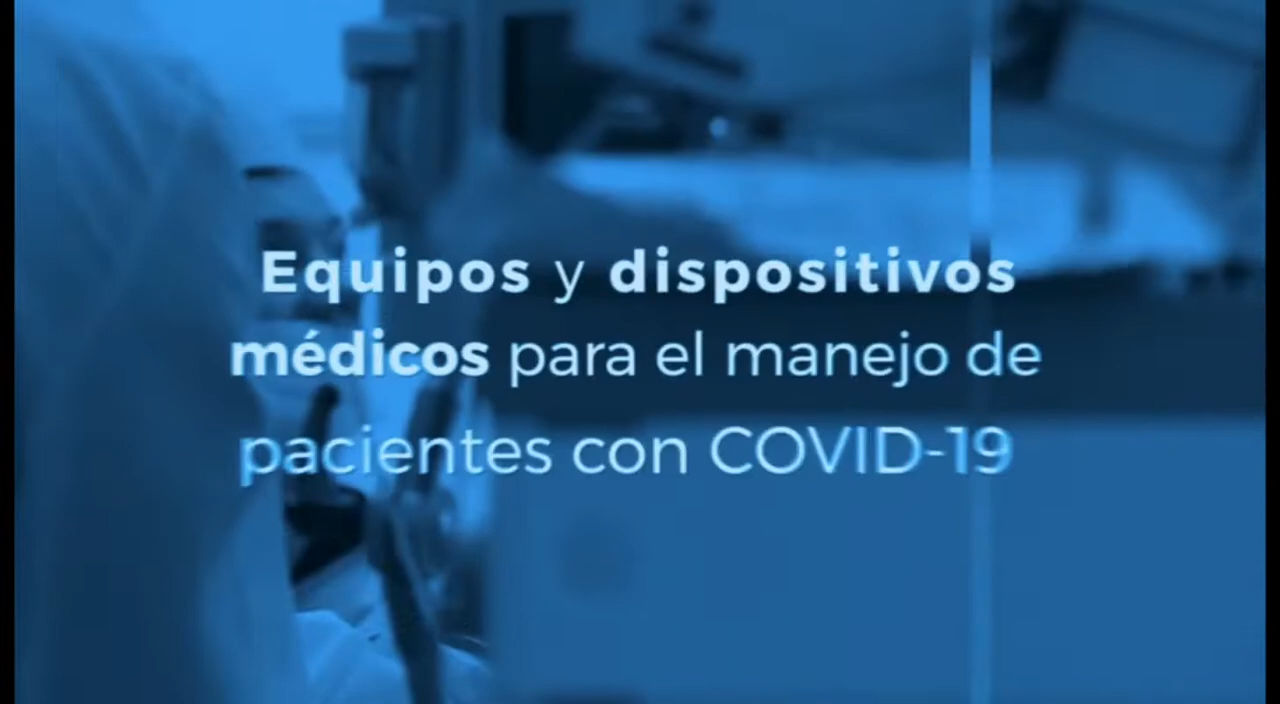 Equipos y dispositivos
médicos para el manejo de
pacientes con COVID-19